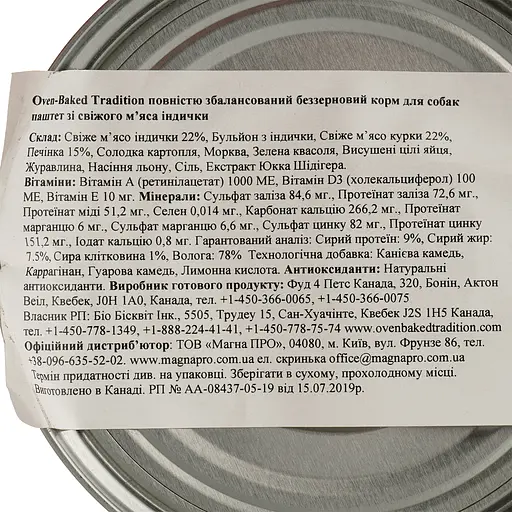 Oven-Baked Tradition повністю збалансований беззерновий корм для собак
паштет зі свіжого м'яса індички
Склад: Свіже м'ясо індички 22%, Бульйон з індички, Свіже м'ясо курки 22%,
Печінка 15%, Солодка картопля, Морква, Зелена квасоля, Висушені цілі яйця,
Журавлина, Насіння льону, Сіль, Екстракт Юкка Шідігера.
Вітаміни: Вітамін А (ретинілацетат) 1000 МЕ, Вітамін D3 (холекальциферол) 100
МЕ, Вітамін Е 10 мг. Мінерали: Сульфат заліза 84,6 мг., Протеїнат заліза 72,6 мг.,
Протеїнат міді 51,2 мг., Селен 0,014 мг., Карбонат кальцію 266,2 мг., Протеїнат
марганцю 6 мг., Сульфат марганцю 6,6 мг., Сульфат цинку 82 мг., Протеїнат цинку
151,2 мг., Іодат кальцію 0,8 мг. Гарантований аналіз: Сирий протеїн: 9%, Сирий жир:
7.5%, Сира клітковина 1%, Волога: 78% Технологічна добавка: Канієва камедь,
Каррагінан, Гуарова камедь, Лимонна кислота. Антиоксиданти: Натуральні
антиоксиданти. Виробник готового продукту: Фуд 4 Петс Канада, 320, Бонін, Актон
Веіл, Квебек, J0H 1A0, Канада, тел. +1-450-366-0065, +1-450-366-0075
Власник РП: Біо Бісквіт Інк., 5505, Трудеу 15, Сан-Хуачінте, Квебек J2S 1H5 Канада,
тел. +1-450-778-1349, +1-888-224-41-41, +1-450-778-75-74 www.ovenbakedtradition.com
Офіційний дистриб'ютор: ТОВ «Магна ПРО», 04080, м. Київ, вул. Фрунзе 86, тел.
+38-096-635-52-02. www.magnapro.com.ua ел. скринька office@magnapro.com.ua
Термін придатності див. на упаковці. Зберігати в сухому, прохолодному місці.
Виготовлено в Канаді. РП № АА-08437-05-19 від 15.07.2019р.